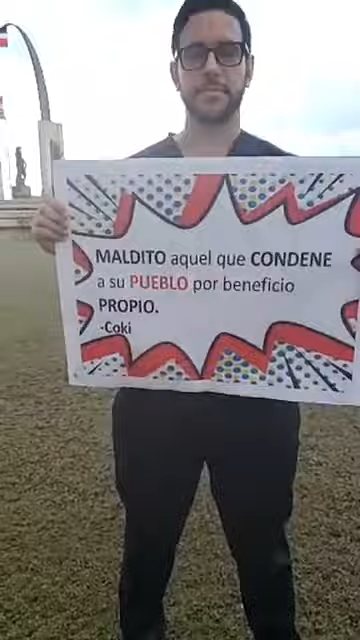 MALDITO aquel que CONDENE
a su PUEBLO por beneficio
PROPIO.
-Coki